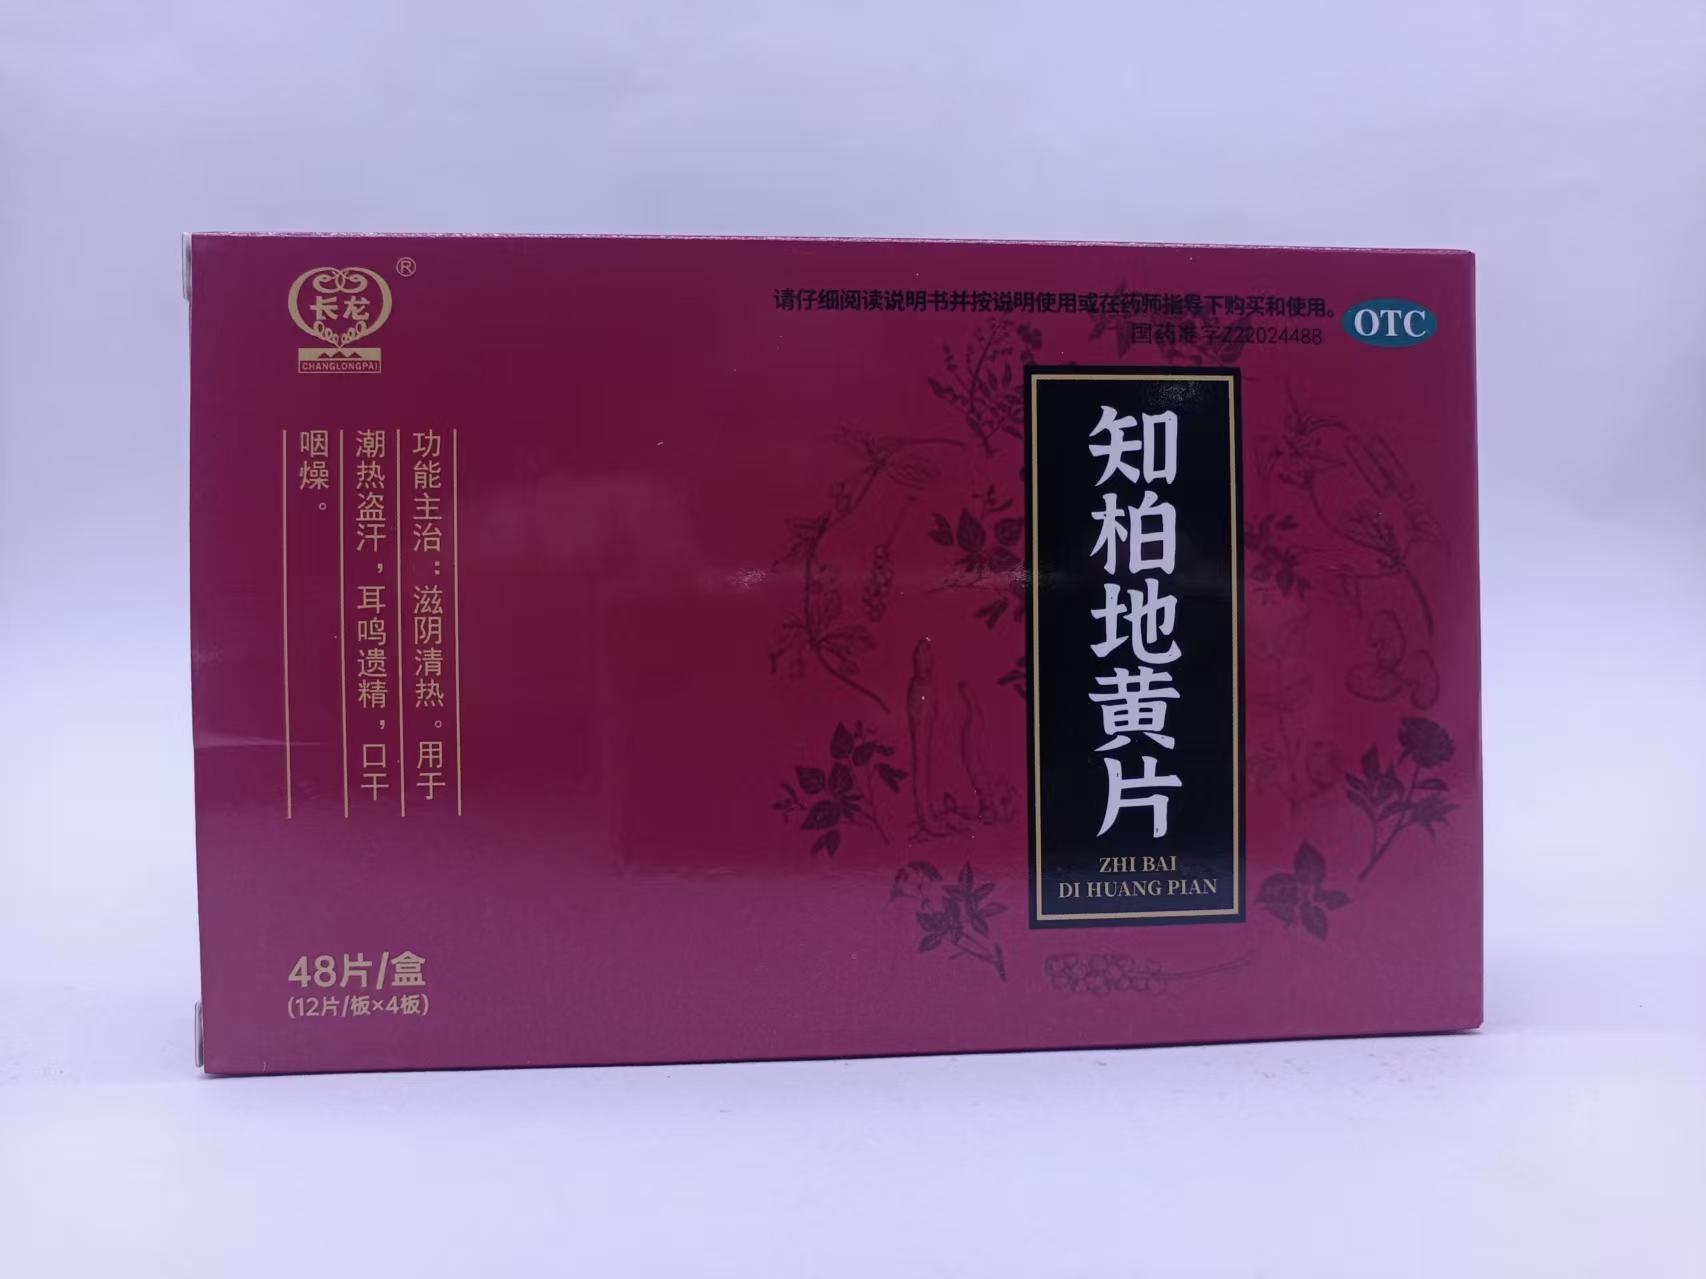 长龙
®
CHANGLONGPAI
请仔细阅读说明书并按说明使用或在药师指导下购买和使用。
国药准字Z22024488
OTC
知柏地黄片
ZHI BAI
DI HUANG PIAN
功能主治：滋阴清热。用于
潮热盗汗，耳鸣遗精，口干
咽燥。
48片/盒
(12片/板×4板)